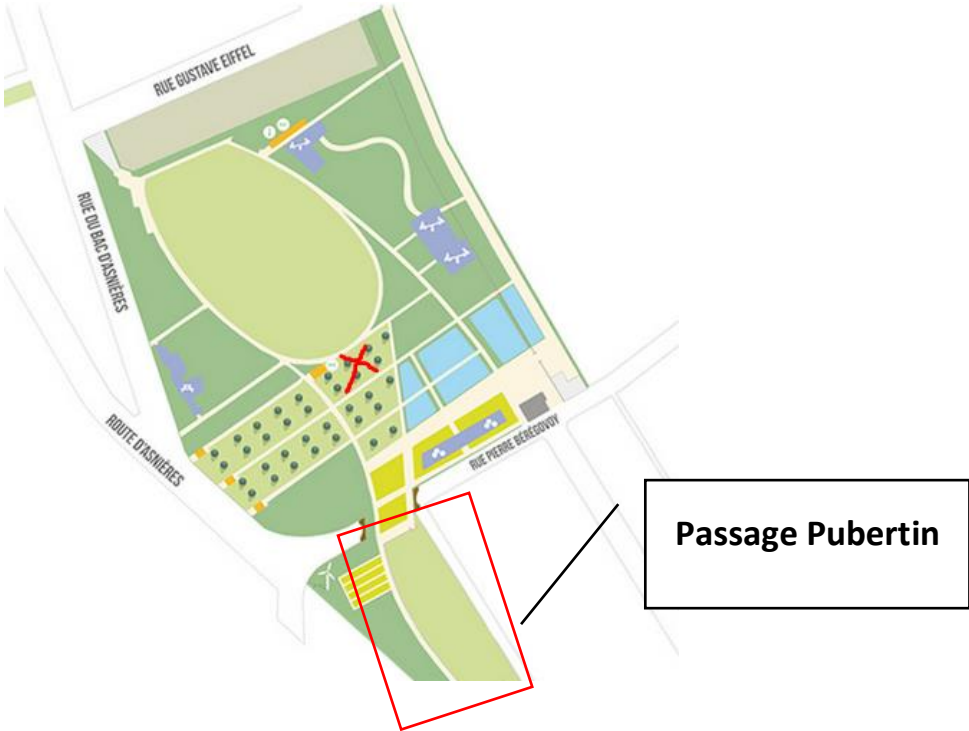 RUE GUSTAVE EIFFEL
RUE DU BAC D'ASNIÈRES
ROUTE D'ASNIÈRES
RUE PIERRE BÉRÉGOVOY
Passage Pubertin